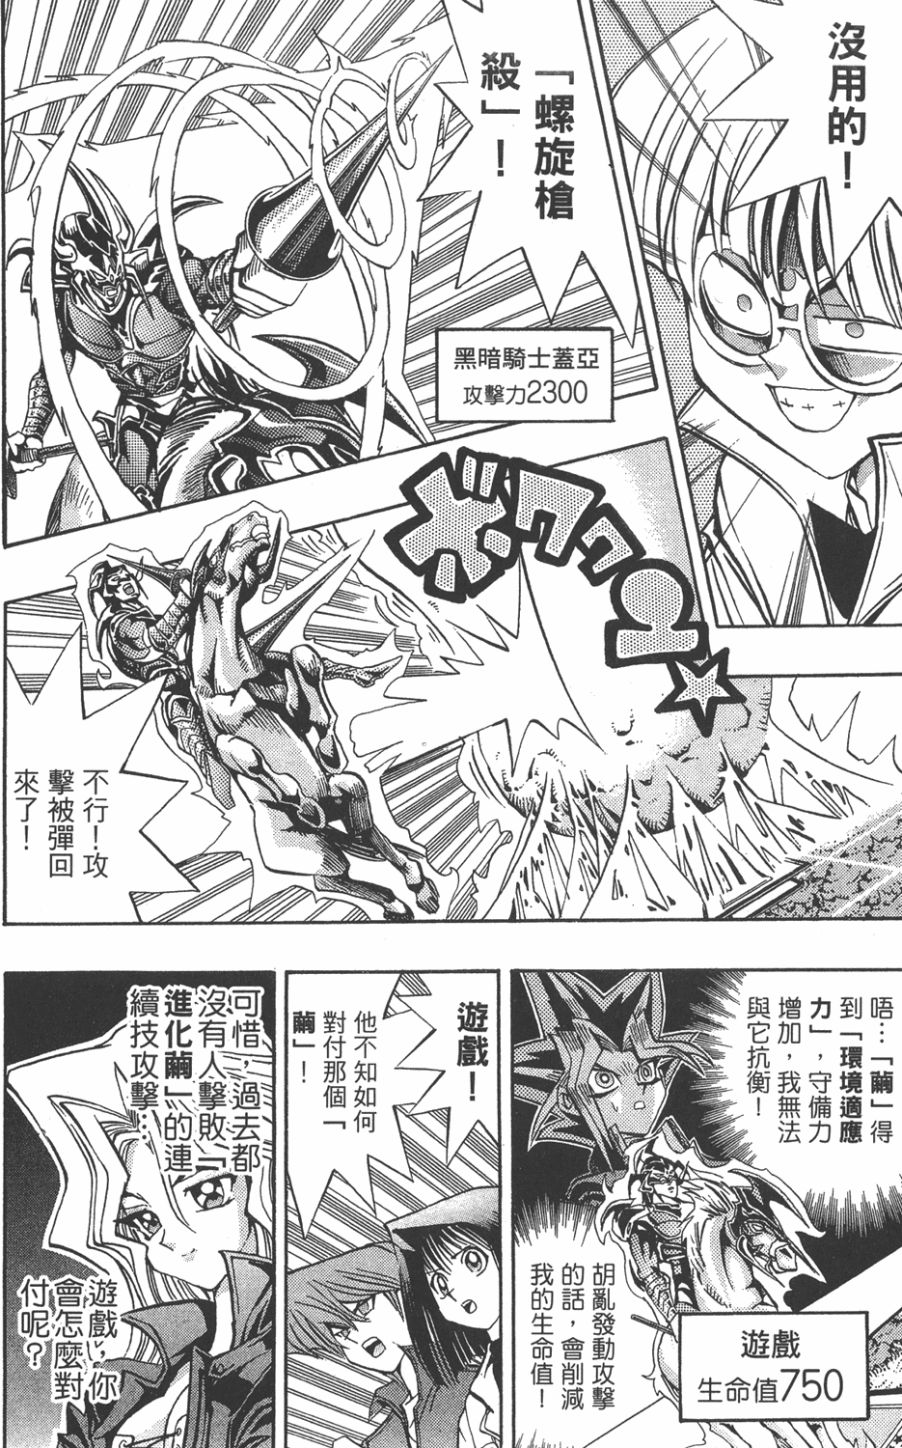 沒用的！
「螺旋槍
殺」！
黑暗騎士蓋亞
攻擊力2300
ボワワーン
不行！攻
擊被彈回
來了！
唔…「繭」得
到「環境適應
力」，守備力
增加，我無法
與它抗衡！
胡亂發動攻擊
的話，會削減
我的生命值！
遊戲
生命值750
遊戲！
他不知如何
對付那個「
繭」！
可惜，過去都
沒有人擊敗「
進化繭」的連
續技攻擊…
遊戲，你
會怎麼對
付呢？